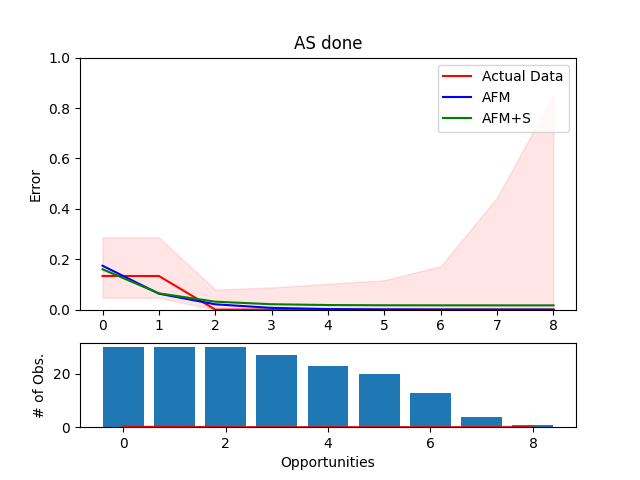 AS done
1.0
0.8
0.6
0.4
0.2
0.0
Error
Actual Data
AFM
AFM+S
0 1 2 3 4 5 6 7 8
20
0
# of Obs.
0 2 4 6 8
Opportunities